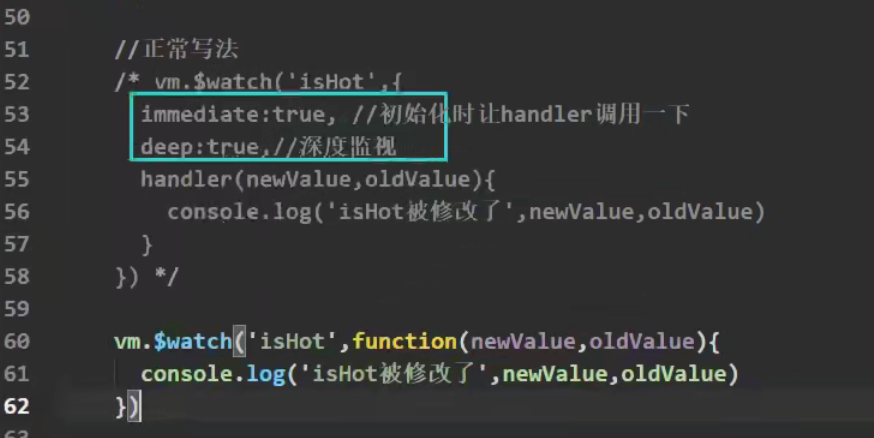 50
51 //正常写法
52 /* vm.$watch('isHot',{
53 immediate:true, //初始化时让handler调用一下
54 deep:true,//深度监视
55 handler(newValue,oldValue){
56 console.log('isHot被修改了',newValue,oldValue)
57 }
58 }) */
59
60 vm.$watch('isHot',function(newValue,oldValue){
61 console.log('isHot被修改了',newValue,oldValue)
62 })
63